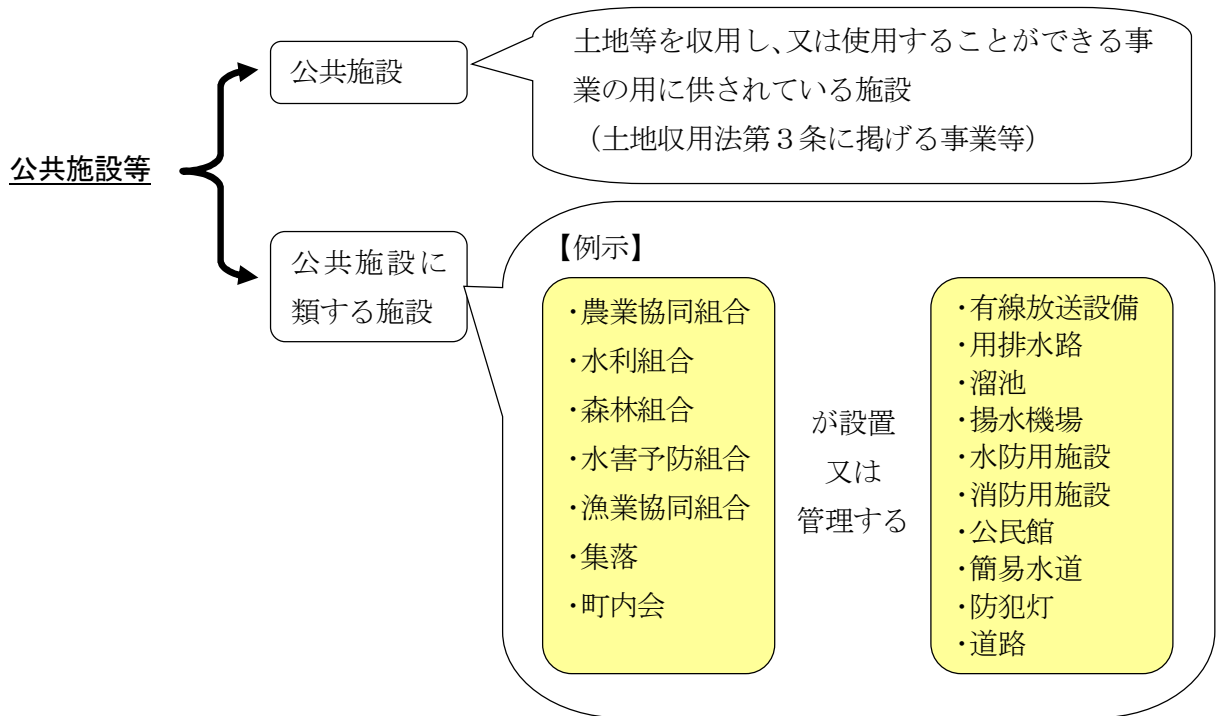 公共施設等
公共施設
土地等を収用し、又は使用することができる事
業の用に供されている施設
（土地収用法第３条に掲げる事業等）
公共施設に
類する施設
【例示】
・農業協同組合
・水利組合
・森林組合
・水害予防組合
・漁業協同組合
・集落
・町内会
が設置
又は
管理する
・有線放送設備
・用排水路
・溜池
・揚水機場
・水防用施設
・消防用施設
・公民館
・簡易水道
・防犯灯
・道路